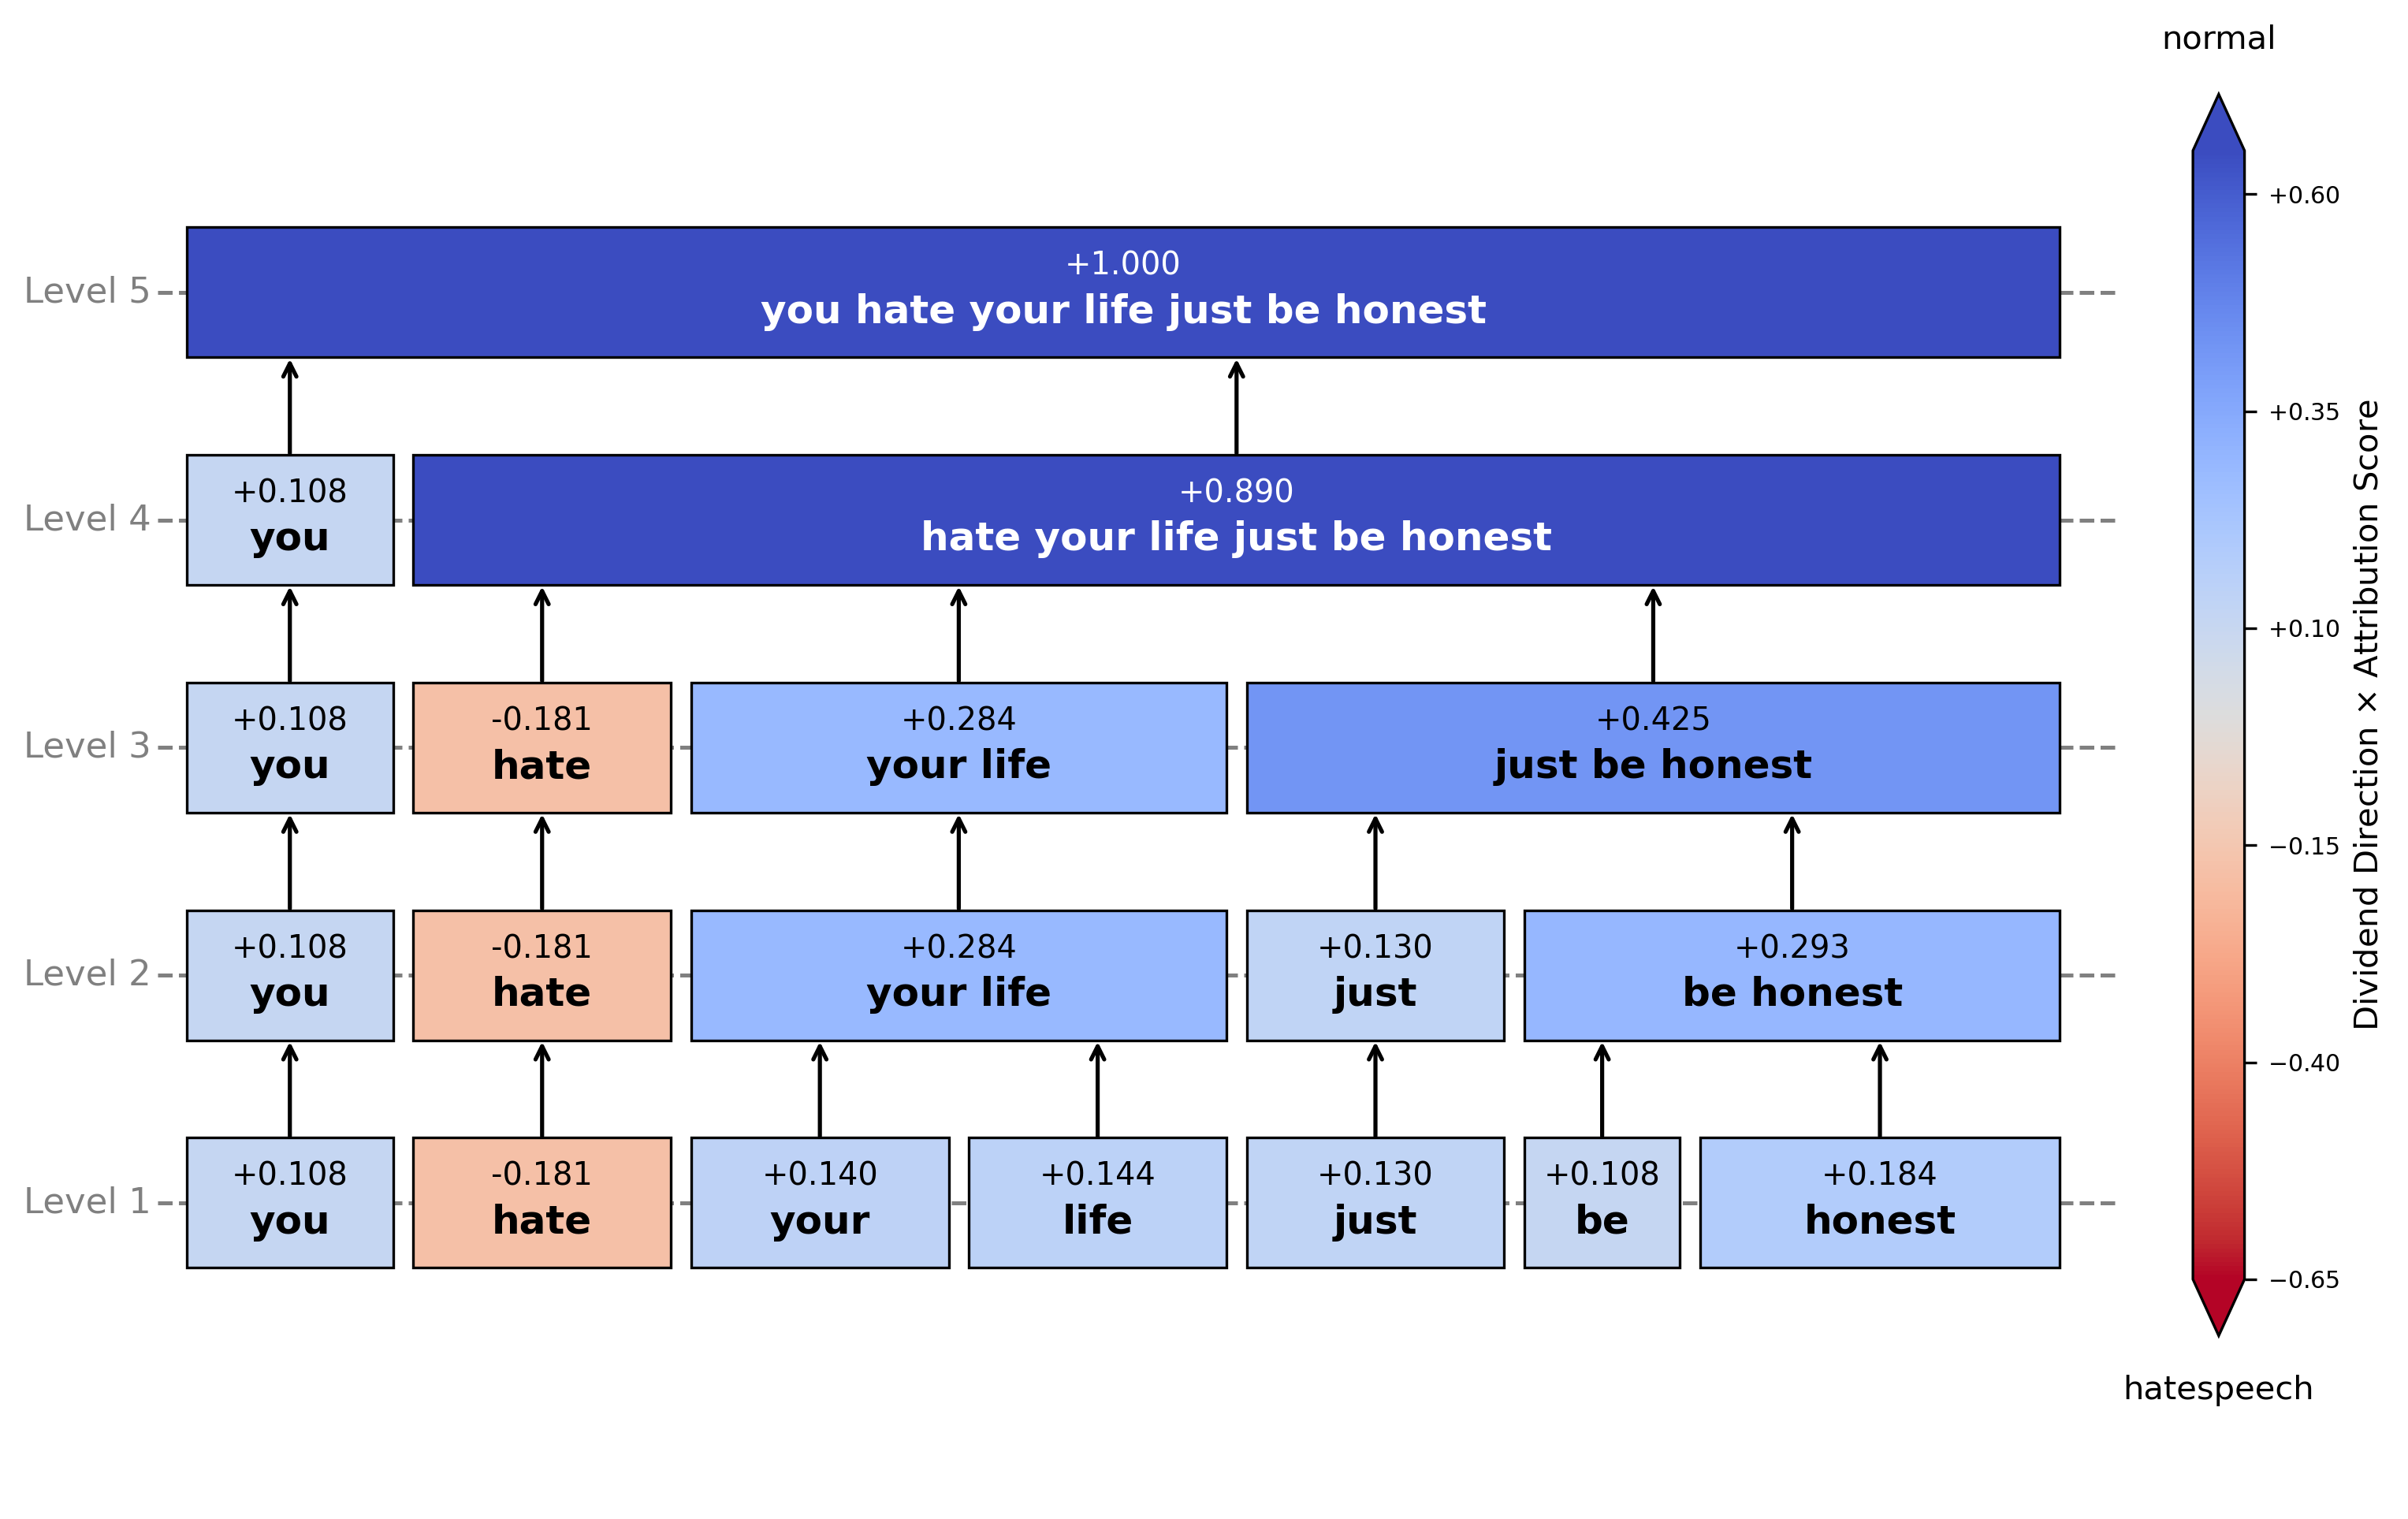 normal
+1.000
Level 5
you hate your life just be honest
+0.108
+0.890
Level 4
you
hate your life just be honest
+0.108
-0.181
+0.284
+0.425
Level 3
you
hate
your life
just be honest
+0.108
-0.181
+0.284
+0.130
+0.293
Level 2
you
hate
your life
just
be honest
+0.108
-0.181
+0.140
+0.144
+0.130
+0.108
+0.184
Level 1
you
hate
your
life
just
be
honest
+0.60
+0.35
+0.10
−0.15
−0.40
−0.65
Dividend Direction × Attribution Score
hatespeech